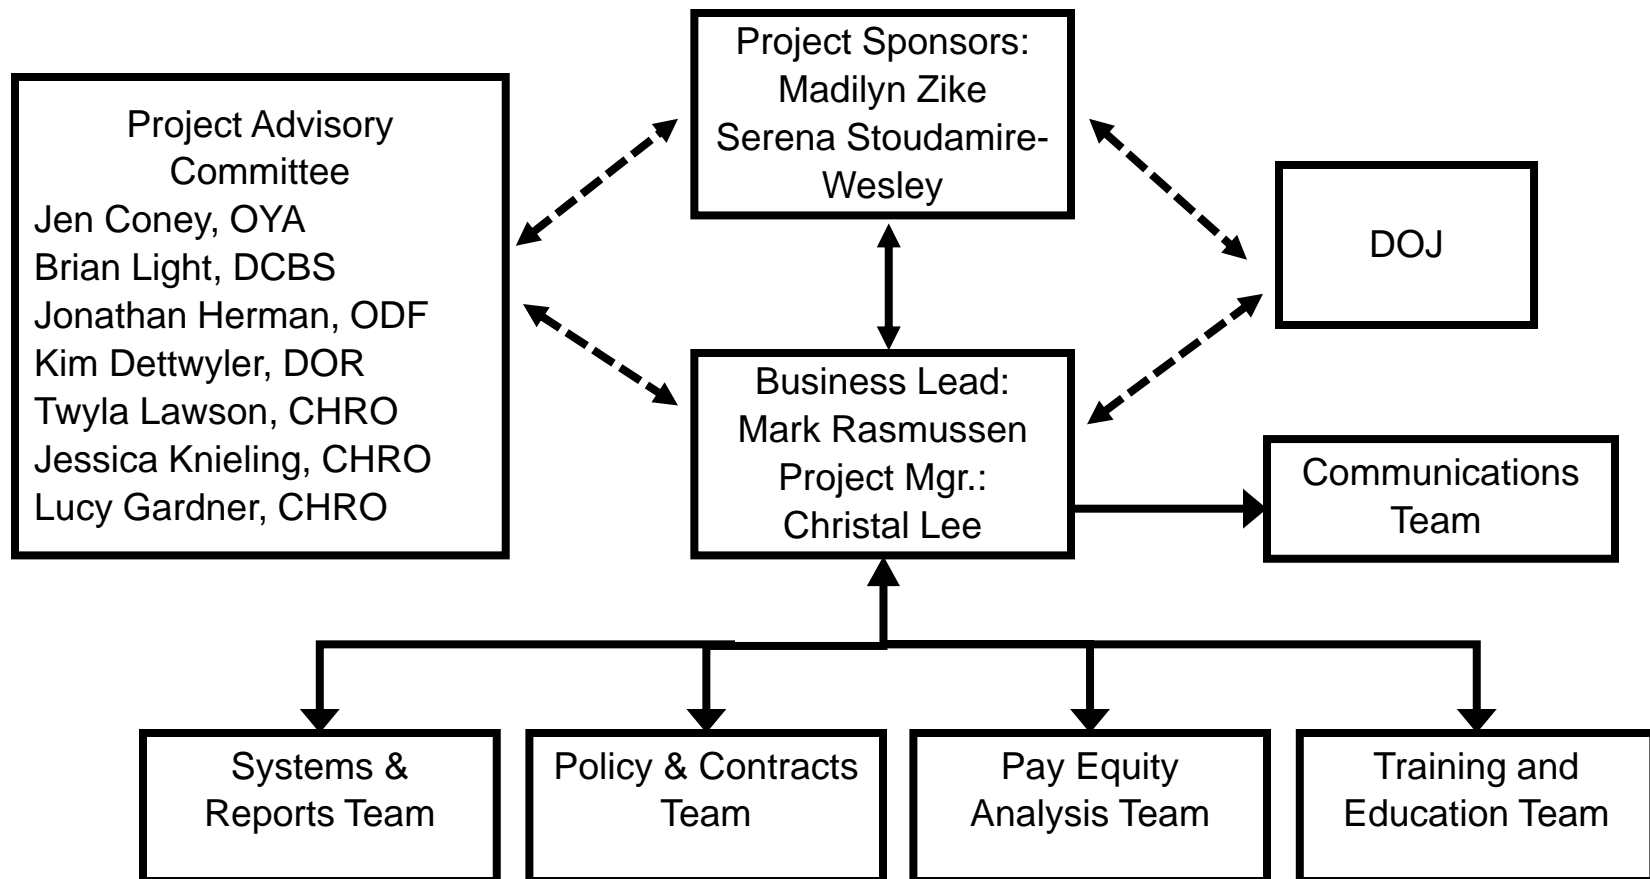 Project Sponsors:
Madilyn Zike
Serena Stoudamire-
Wesley
Project Advisory
Committee
Jen Coney, OYA
Brian Light, DCBS
Jonathan Herman, ODF
Kim Dettwyler, DOR
Twyla Lawson, CHRO
Jessica Knieling, CHRO
Lucy Gardner, CHRO
DOJ
Business Lead:
Mark Rasmussen
Project Mgr.:
Christal Lee
Communications
Team
Systems &
Reports Team
Policy & Contracts
Team
Pay Equity
Analysis Team
Training and
Education Team